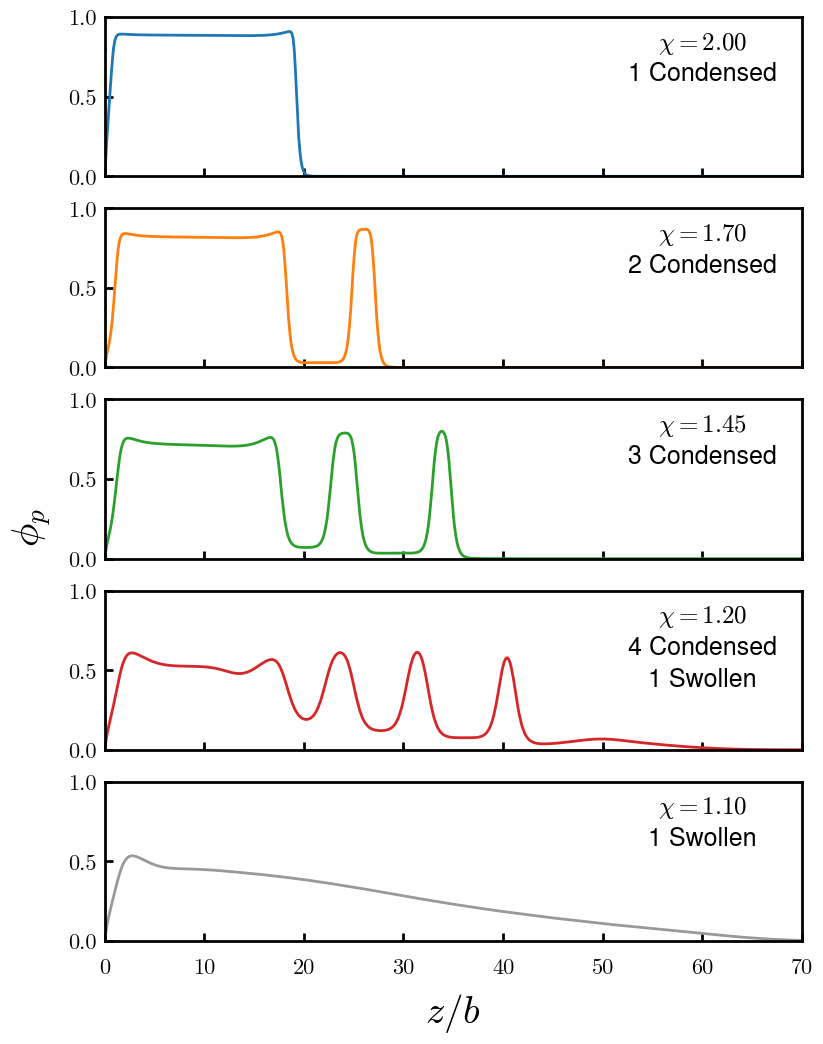 1.0
χ = 2.00
1 Condensed
0.5
0.0
1.0
χ = 1.70
2 Condensed
0.5
0.0
1.0
χ = 1.45
3 Condensed
0.5
ϕp
0.0
1.0
χ = 1.20
4 Condensed
1 Swollen
0.5
0.0
1.0
χ = 1.10
1 Swollen
0.5
0.0
0 10 20 30 40 50 60 70
z/b